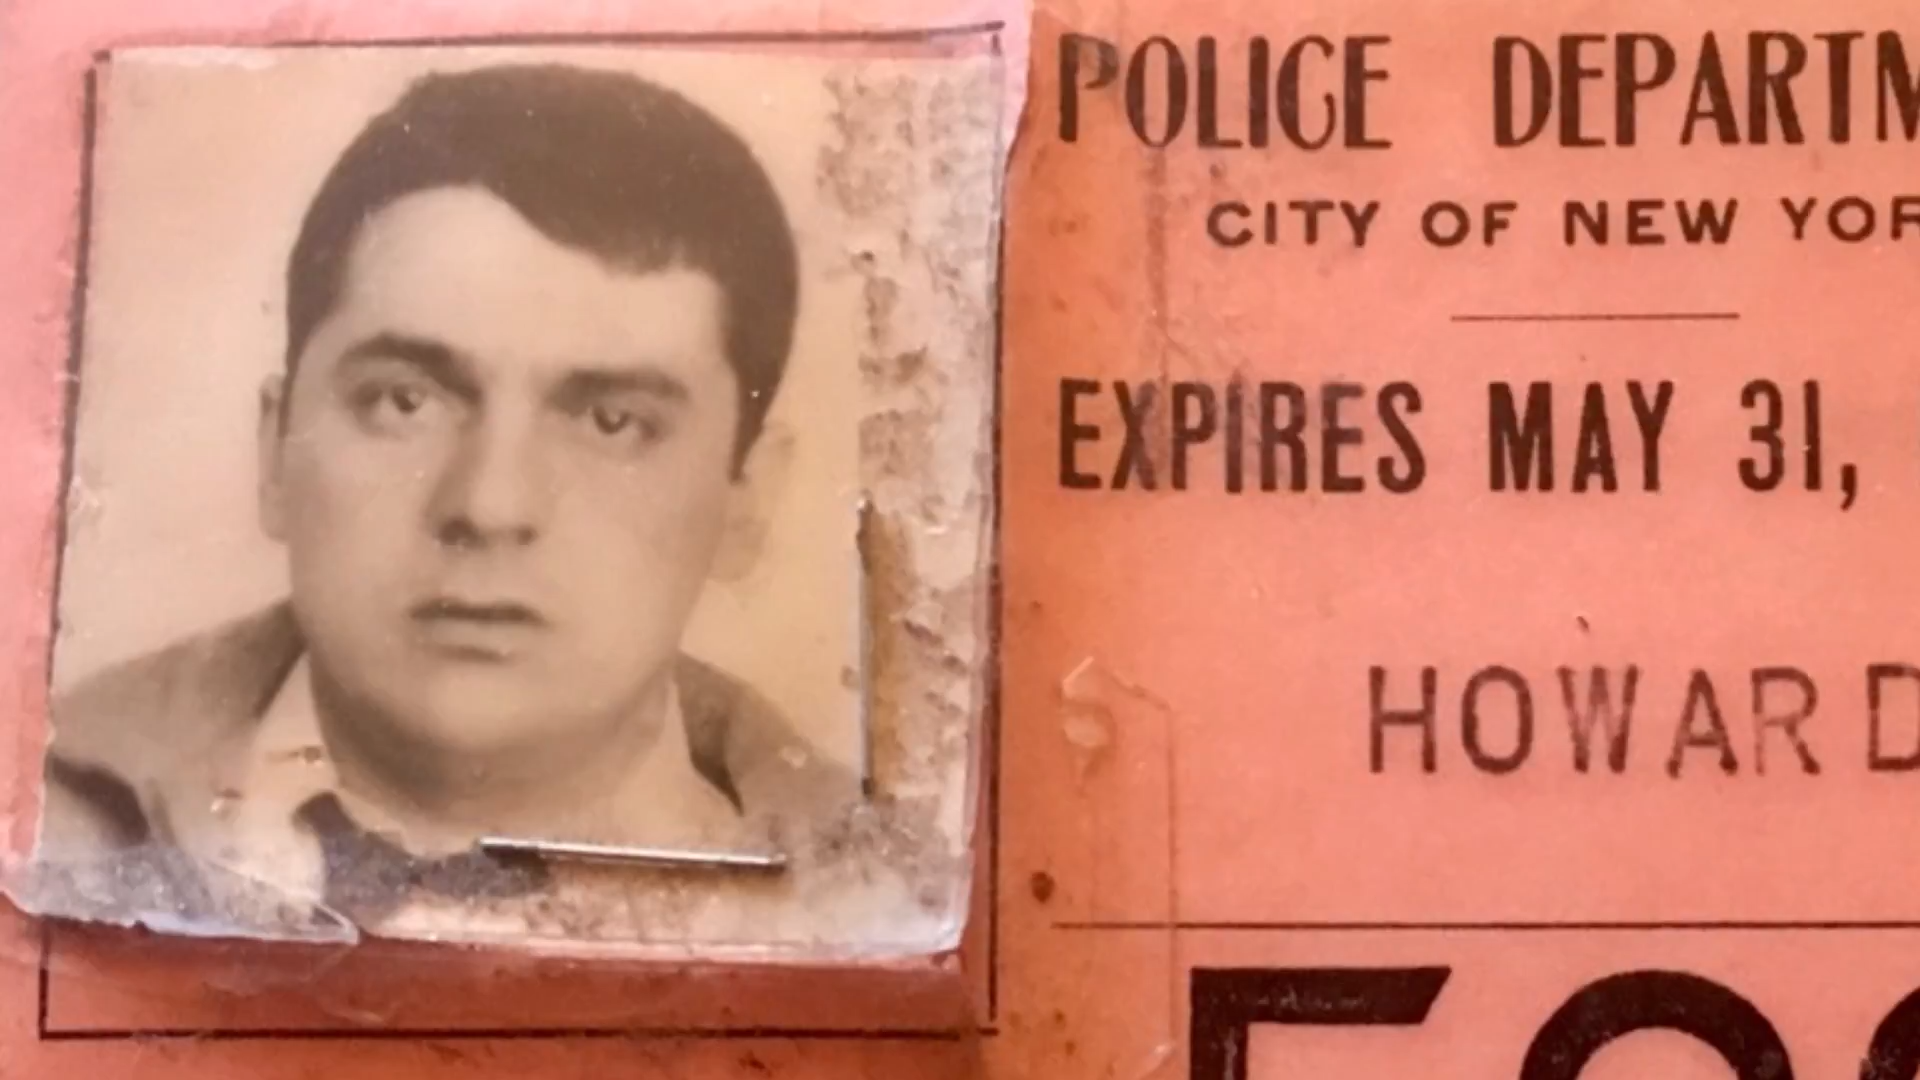 POLICE DEPARTM
CITY OF NEW YOR
EXPIRES MAY 31,
HOWARD